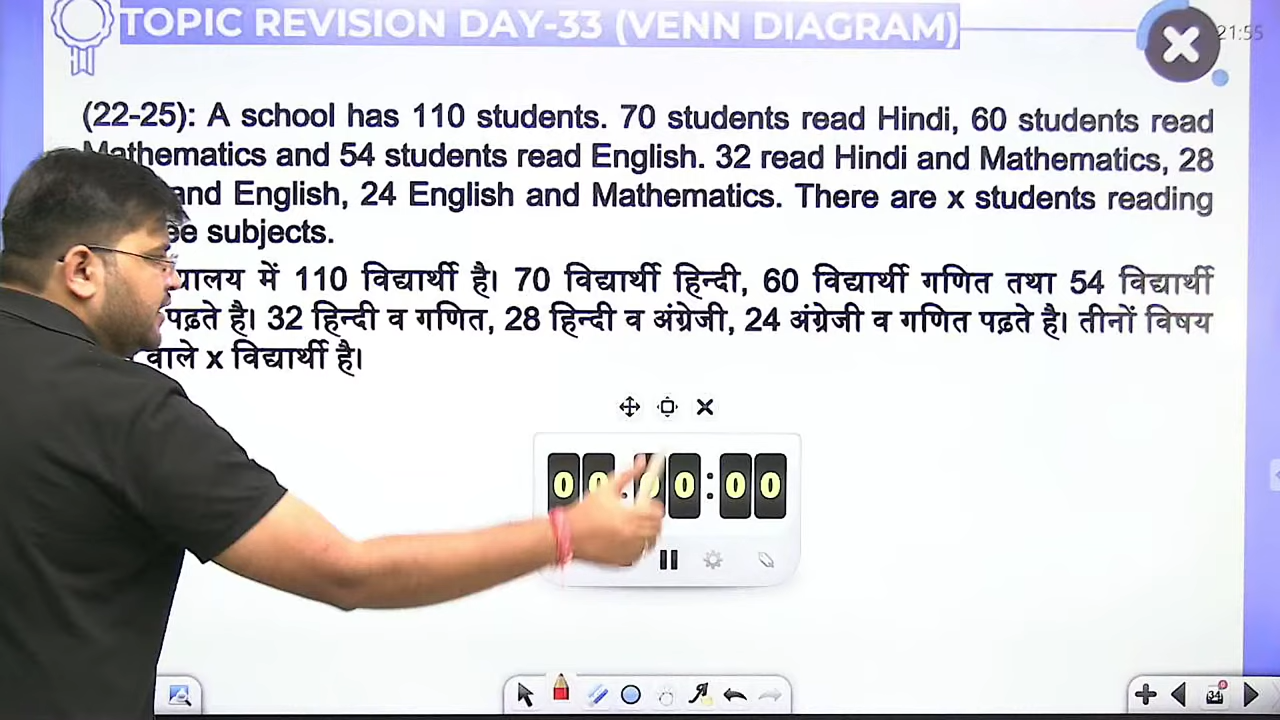 TOPIC REVISION DAY-33 (VENN DIAGRAM)
21:55
(22-25): A school has 110 students. 70 students read Hindi, 60 students read
Mathematics and 54 students read English. 32 read Hindi and Mathematics, 28
and English, 24 English and Mathematics. There are x students reading
subjects.
में 110 विद्यार्थी है। 70 विद्यार्थी हिन्दी, 60 विद्यार्थी गणित तथा 54 विद्यार्थी
पढ़ते है। 32 हिन्दी व गणित, 28 हिन्दी व अंग्रेजी, 24 अंग्रेजी व गणित पढ़ते है। तीनों विषय
वाले x विद्यार्थी है।
00:00:00
34